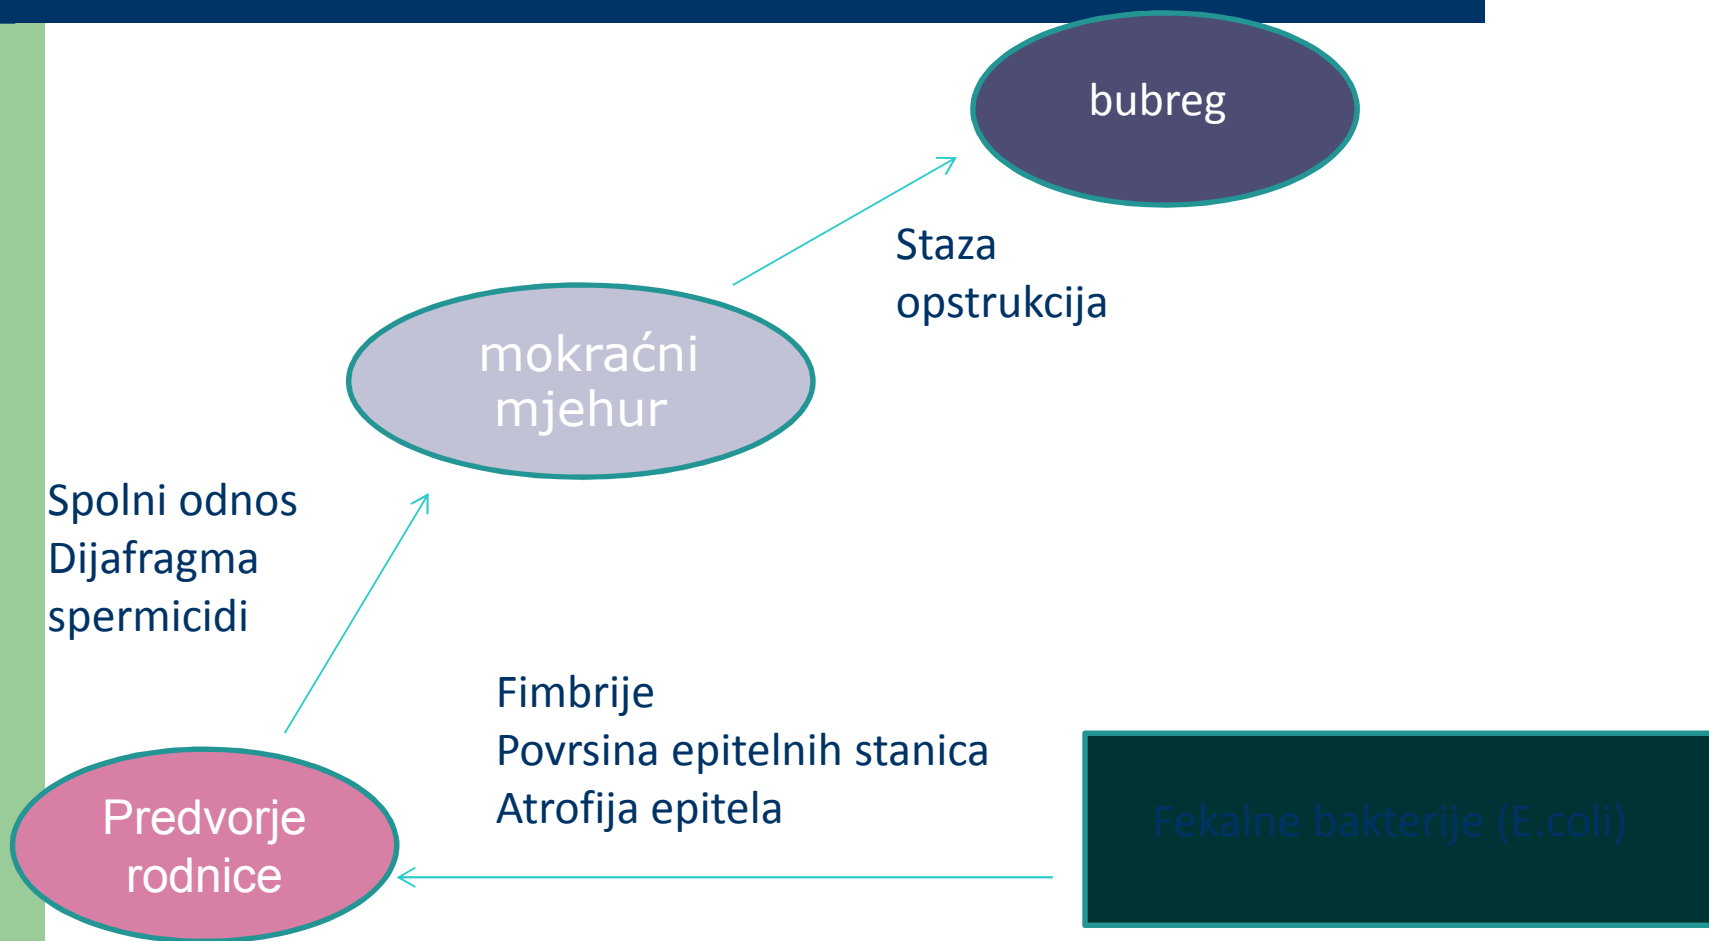 bubreg
Staza
opstrukcija
mokraćni
mjehur
Spolni odnos
Dijafragma
spermicidi
Fimbrije
Povrsina epitelnih stanica
Atrofija epitela
Predvorje
rodnice
Fekalne bakterije (E.coli)